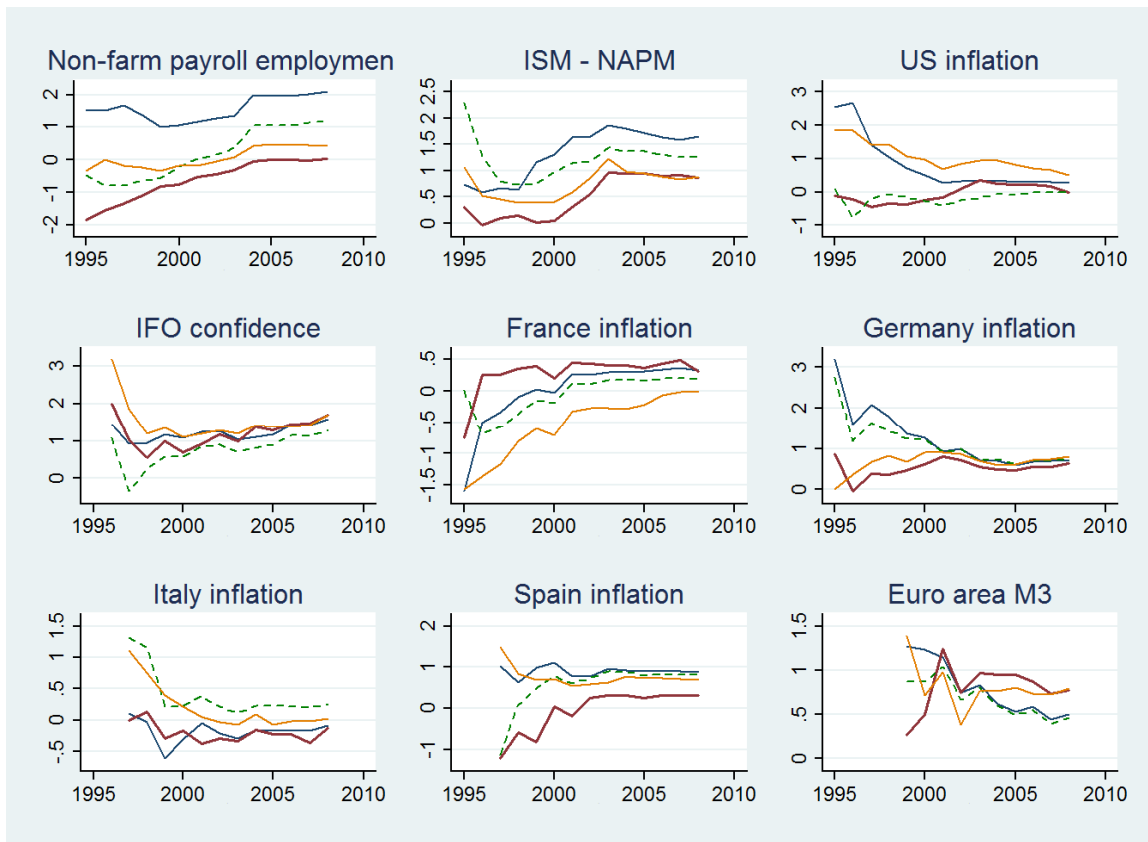 Non-farm payroll employmen
ISM - NAPM
US inflation
2
1
0
-1
-2
1995 2000 2005 2010
2.5
2
1.5
1
.5
0
1995 2000 2005 2010
3
2
1
0
-1
1995 2000 2005 2010
IFO confidence
France inflation
Germany inflation
3
2
1
0
1995 2000 2005 2010
.5
0
-.5
-1
-1.5
1995 2000 2005 2010
3
2
1
0
1995 2000 2005 2010
Italy inflation
Spain inflation
Euro area M3
1.5
1
.5
0
-.5
1995 2000 2005 2010
2
1
0
-1
1995 2000 2005 2010
1.5
1
.5
0
1995 2000 2005 2010